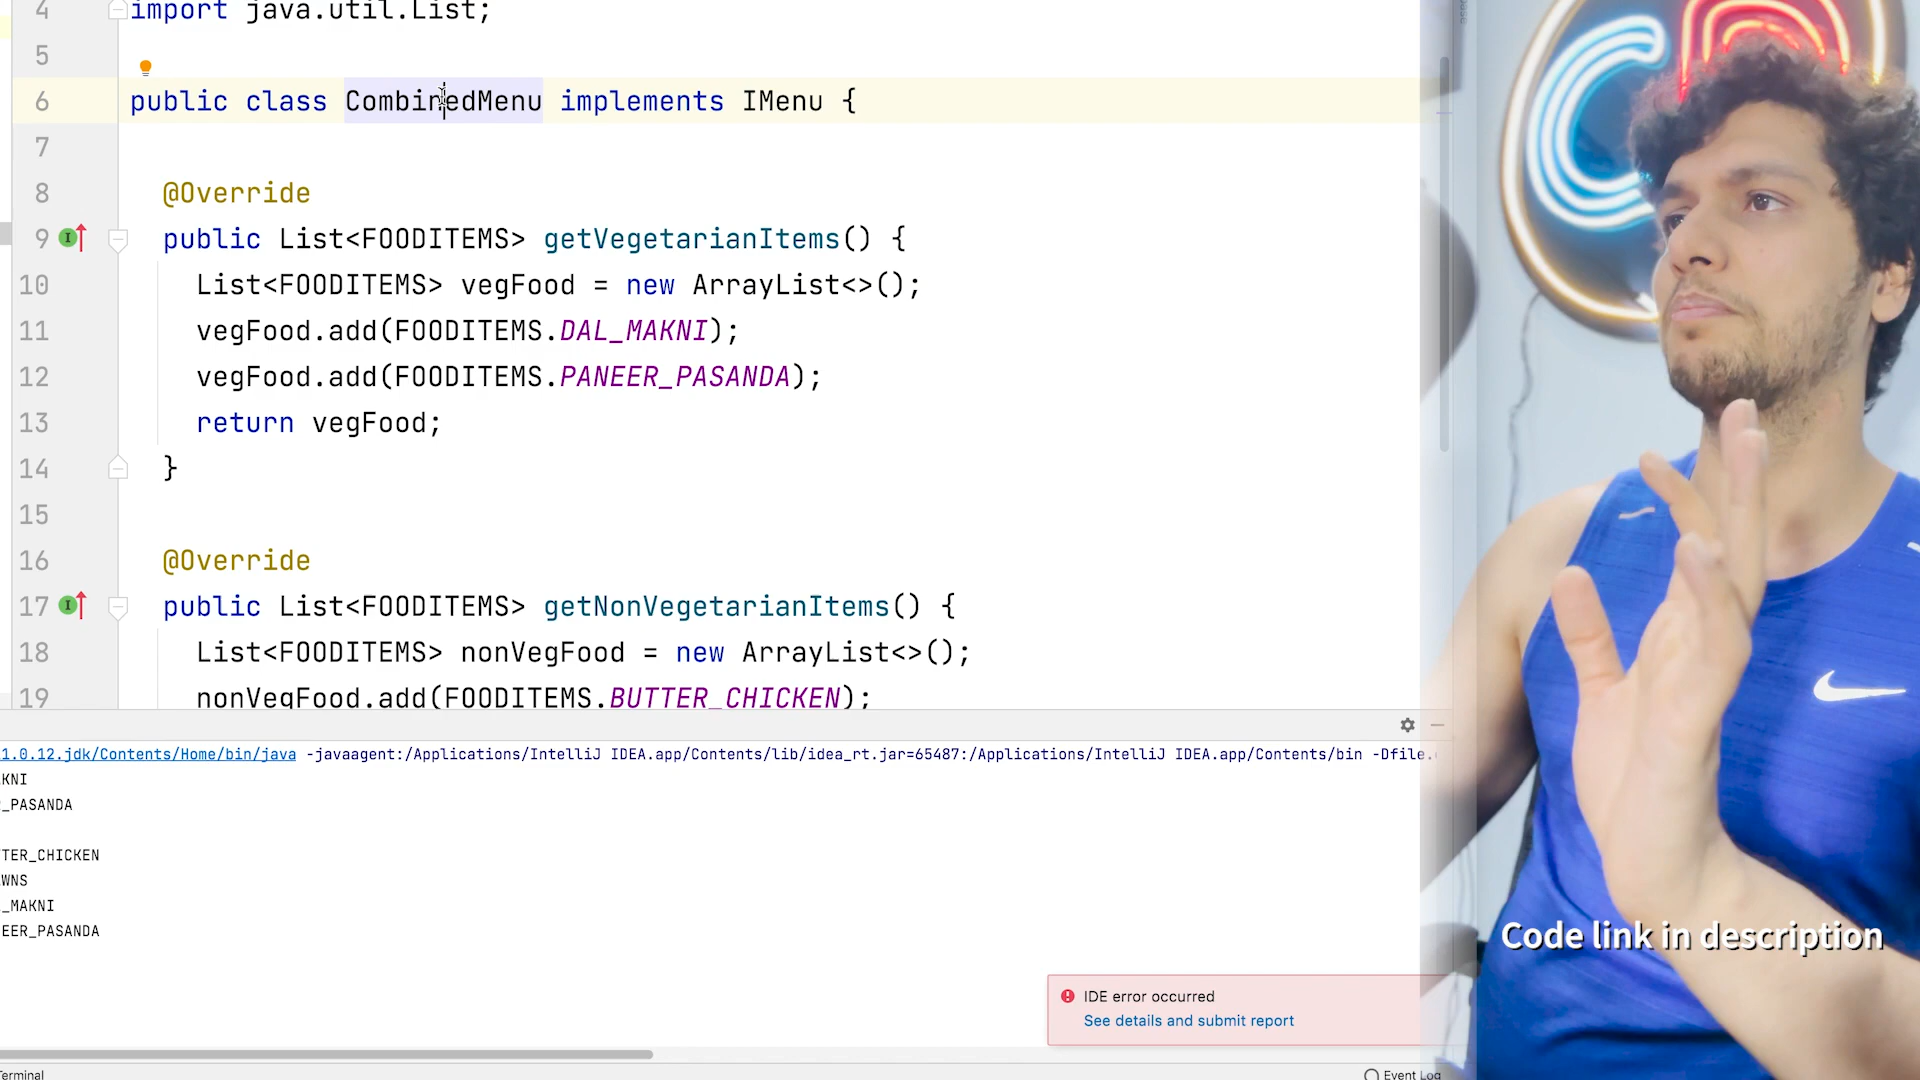 4 import java.util.List;
5
6 public class CombinedMenu implements IMenu {
7
8 @Override
9 public List<FOODITEMS> getVegetarianItems() {
10 List<FOODITEMS> vegFood = new ArrayList<>();
11 vegFood.add(FOODITEMS.DAL_MAKNI);
12 vegFood.add(FOODITEMS.PANEER_PASANDA);
13 return vegFood;
14 }
15
16 @Override
17 public List<FOODITEMS> getNonVegetarianItems() {
18 List<FOODITEMS> nonVegFood = new ArrayList<>();
19 nonVegFood.add(FOODITEMS.BUTTER_CHICKEN);
1.0.12.jdk/Contents/Home/bin/java -javaagent:/Applications/IntelliJ IDEA.app/Contents/lib/idea_rt.jar=65487:/Applications/IntelliJ IDEA.app/Contents/bin -Dfile.
KNI
_PASANDA
TER_CHICKEN
WNS
_MAKNI
EER_PASANDA
Code link in description
IDE error occurred
See details and submit report
Terminal
Event Log